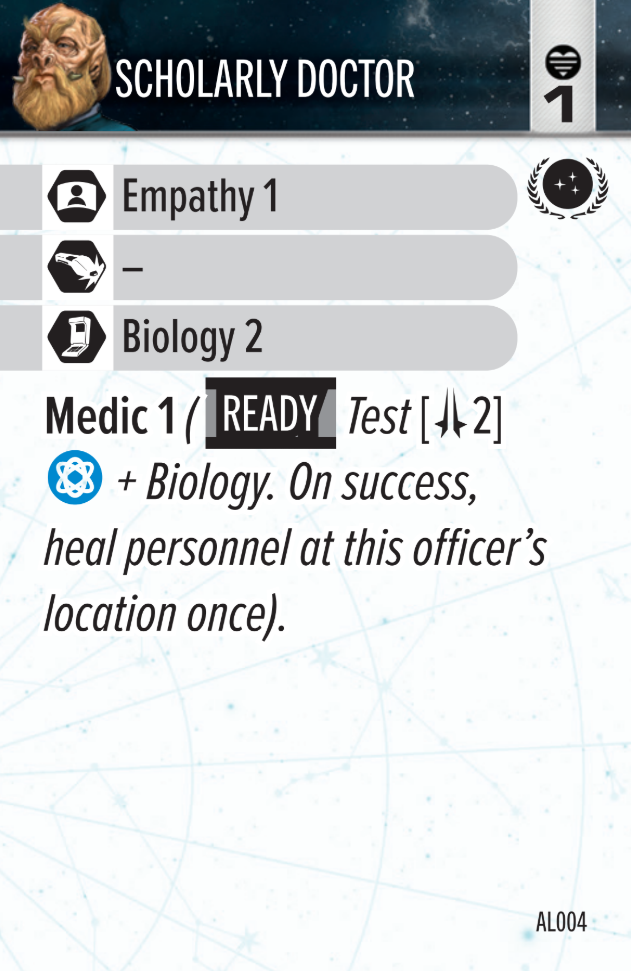 SCHOLARLY DOCTOR
1
Empathy 1
–
Biology 2
Medic 1 ( READY Test [ 2]
+ Biology. On success,
heal personnel at this officer’s
location once).
AL004